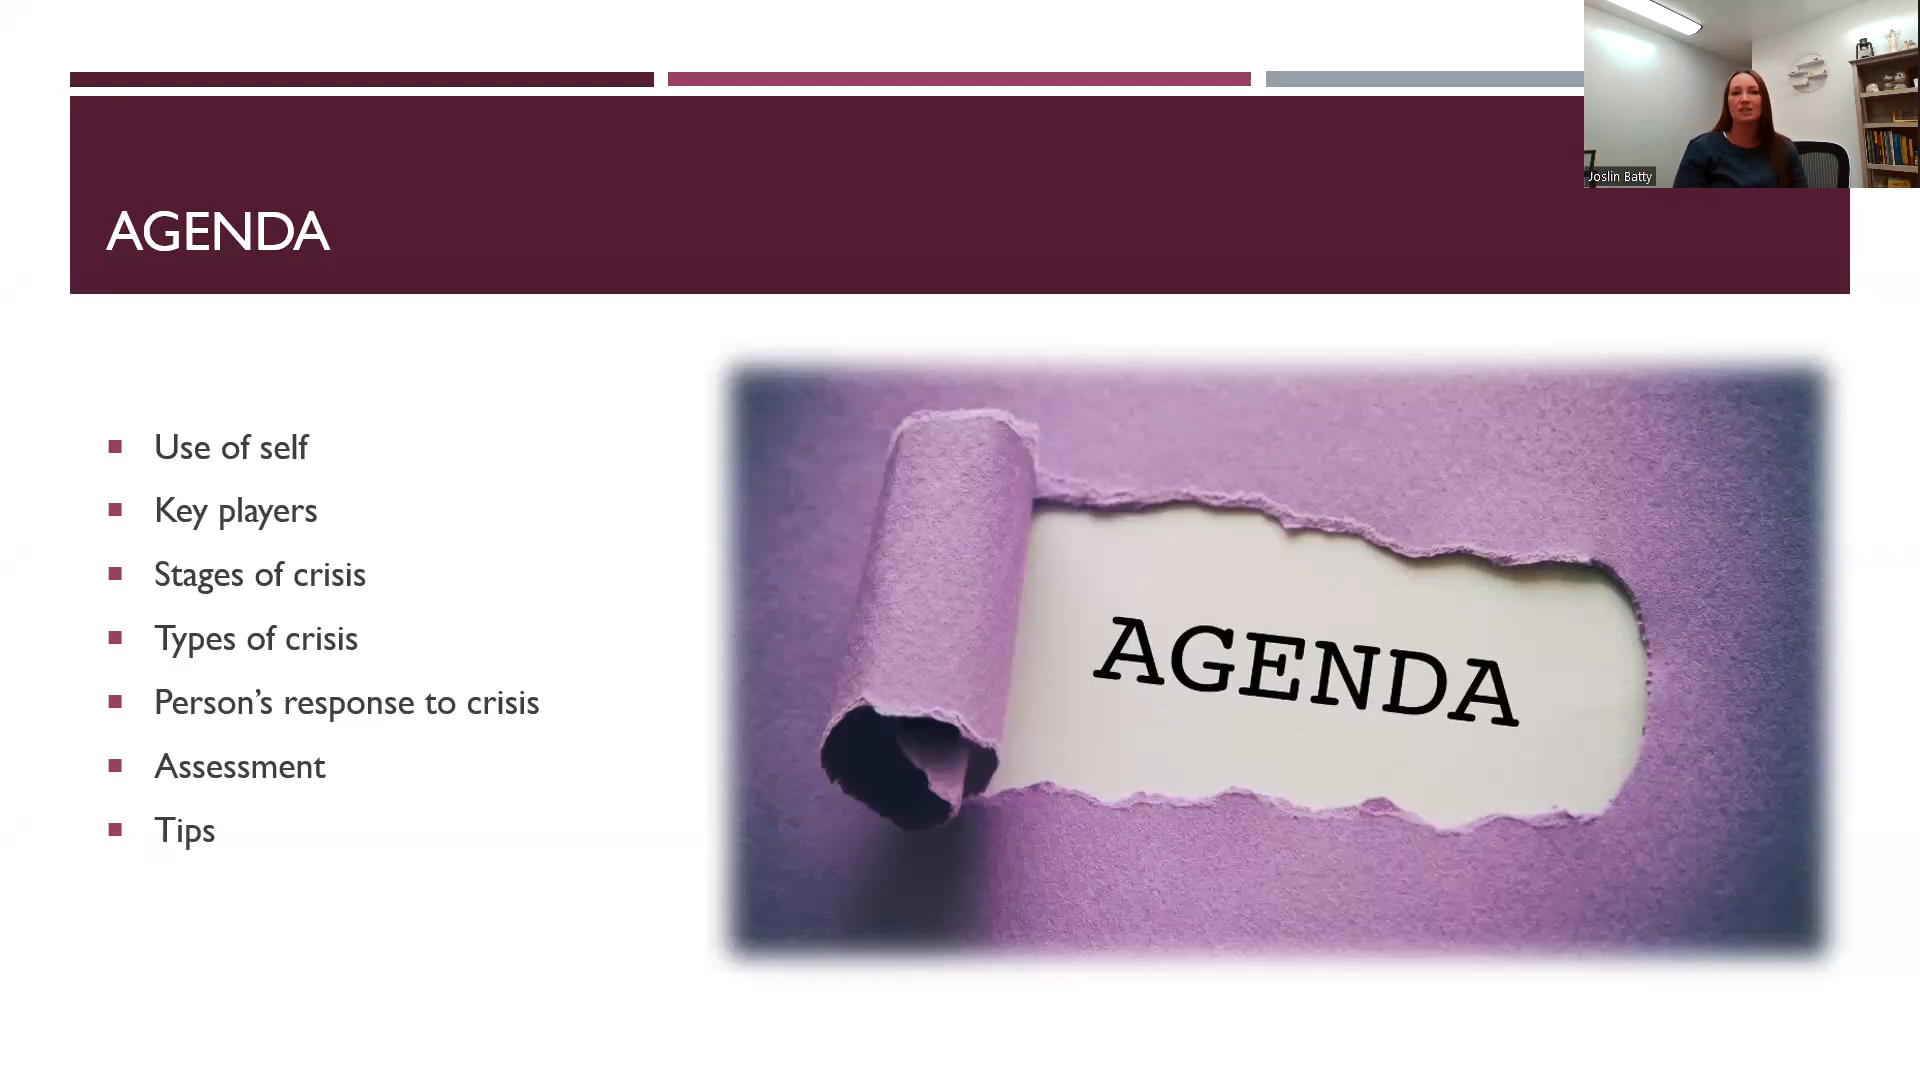 Joslin Batty
AGENDA
Use of self
Key players
Stages of crisis
Types of crisis
Person’s response to crisis
Assessment
Tips
AGENDA